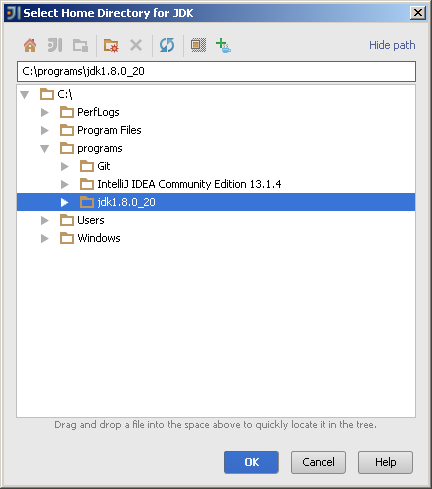 Select Home Directory for JDK
Hide path
C:\programs\jdk1.8.0_20
C:\
PerfLogs
Program Files
programs
Git
IntelliJ IDEA Community Edition 13.1.4
jdk1.8.0_20
Users
Windows
Drag and drop a file into the space above to quickly locate it in the tree.
OK Cancel Help